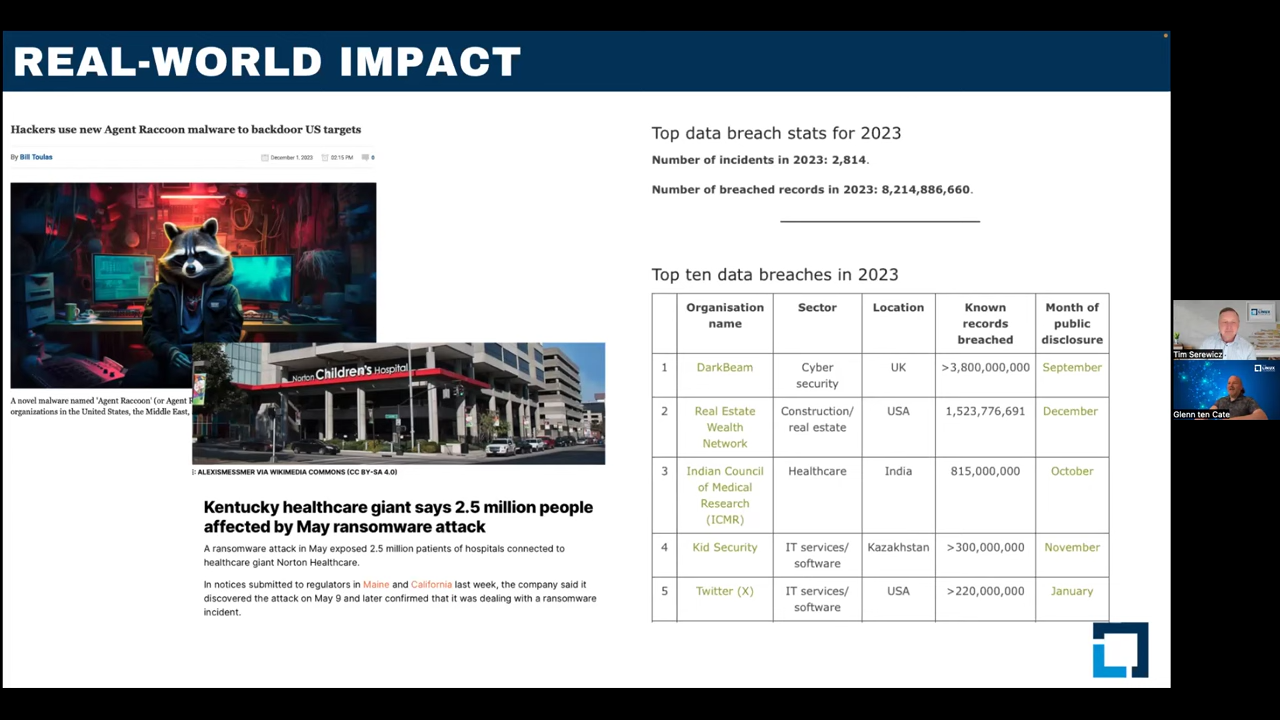 REAL-WORLD IMPACT
Hackers use new Agent Raccoon malware to backdoor US targets
By Bill Toulas
December 1, 2023
02:15 PM
0
A novel malware named 'Agent Raccoon' (or Agent R
organizations in the United States, the Middle East,
Norton Children's Hospital
: ALEXISMESSMER VIA WIKIMEDIA COMMONS (CC BY-SA 4.0)
Kentucky healthcare giant says 2.5 million people
affected by May ransomware attack
A ransomware attack in May exposed 2.5 million patients of hospitals connected to
healthcare giant Norton Healthcare.
In notices submitted to regulators in Maine and California last week, the company said it
discovered the attack on May 9 and later confirmed that it was dealing with a ransomware
incident.
Top data breach stats for 2023
Number of incidents in 2023: 2,814.
Number of breached records in 2023: 8,214,886,660.
Top ten data breaches in 2023
Organisation name Sector Location Known records breached Month of public disclosure
1 DarkBeam Cyber security UK >3,800,000,000 September
2 Real Estate Wealth Network Construction/ real estate USA 1,523,776,691 December
3 Indian Council of Medical Research (ICMR) Healthcare India 815,000,000 October
4 Kid Security IT services/ software Kazakhstan >300,000,000 November
5 Twitter (X) IT services/ software USA >220,000,000 January
Tim Serewicz
Glenn ten Cate